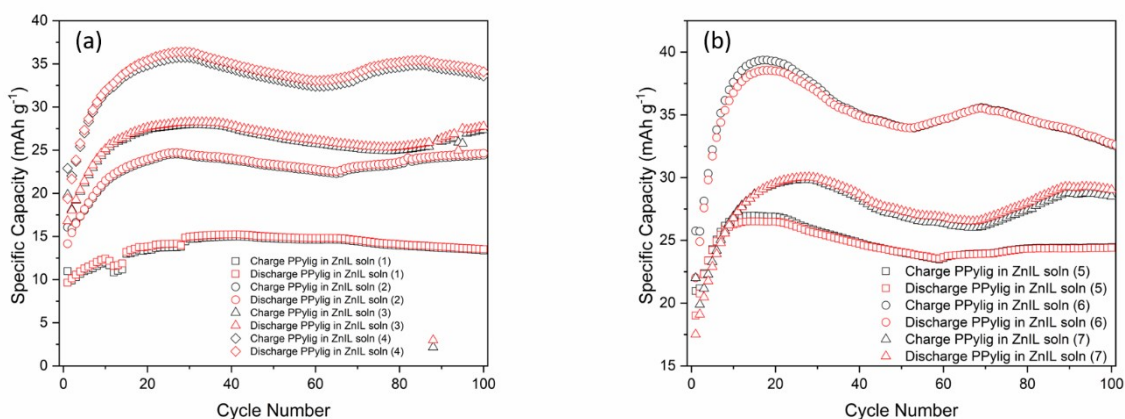 (a)
Specific Capacity (mAh g⁻¹)
40
35
30
25
20
15
10
5
0
Charge PPylig in ZnIL soln (1)
Discharge PPylig in ZnIL soln (1)
Charge PPylig in ZnIL soln (2)
Discharge PPylig in ZnIL soln (2)
Charge PPylig in ZnIL soln (3)
Discharge PPylig in ZnIL soln (3)
Charge PPylig in ZnIL soln (4)
Discharge PPylig in ZnIL soln (4)
0 20 40 60 80 100
Cycle Number
(b)
Specific Capacity (mAh g⁻¹)
40
35
30
25
20
15
Charge PPylig in ZnIL soln (5)
Discharge PPylig in ZnIL soln (5)
Charge PPylig in ZnIL soln (6)
Discharge PPylig in ZnIL soln (6)
Charge PPylig in ZnIL soln (7)
Discharge PPylig in ZnIL soln (7)
0 20 40 60 80 100
Cycle Number